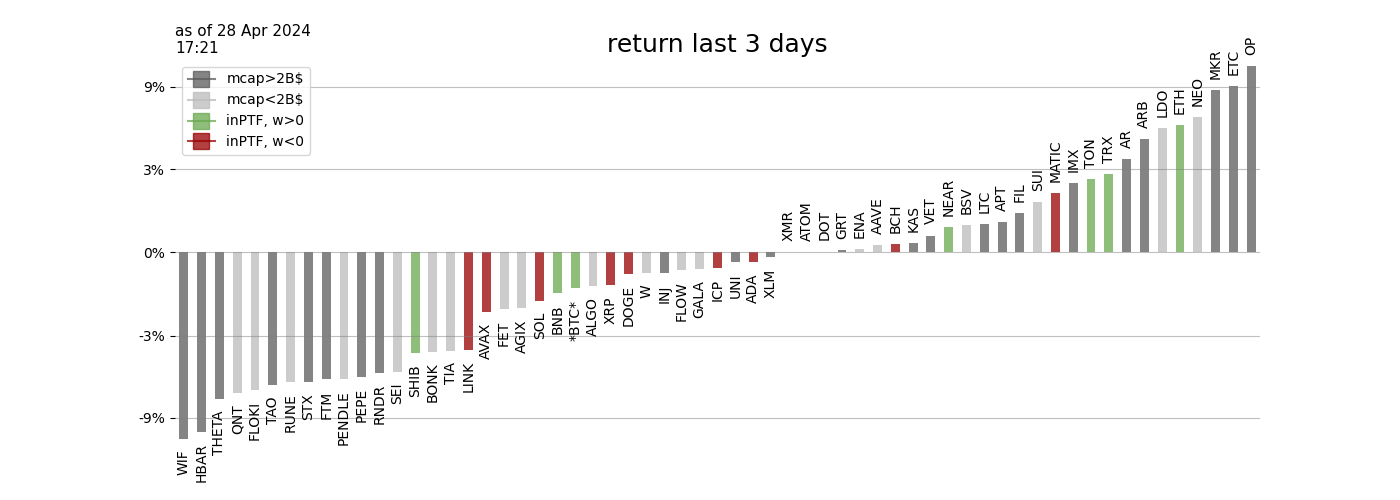 as of 28 Apr 2024
17:21
return last 3 days
mcap>2B$
mcap<2B$
inPTF, w>0
inPTF, w<0
9%
3%
0%
-3%
-9%
WIF
HBAR
THETA
QNT
FLOKI
TAO
RUNE
STX
FTM
PENDLE
PEPE
RNDR
SEI
SHIB
BONK
TIA
LINK
AVAX
FET
AGIX
SOL
BNB
*BTC*
ALGO
XRP
DOGE
W
INJ
FLOW
GALA
ICP
UNI
ADA
XLM
XMR
ATOM
DOT
GRT
ENA
AAVE
BCH
KAS
VET
NEAR
BSV
LTC
APT
FIL
SUI
MATIC
IMX
TON
TRX
AR
ARB
LDO
ETH
NEO
MKR
ETC
OP